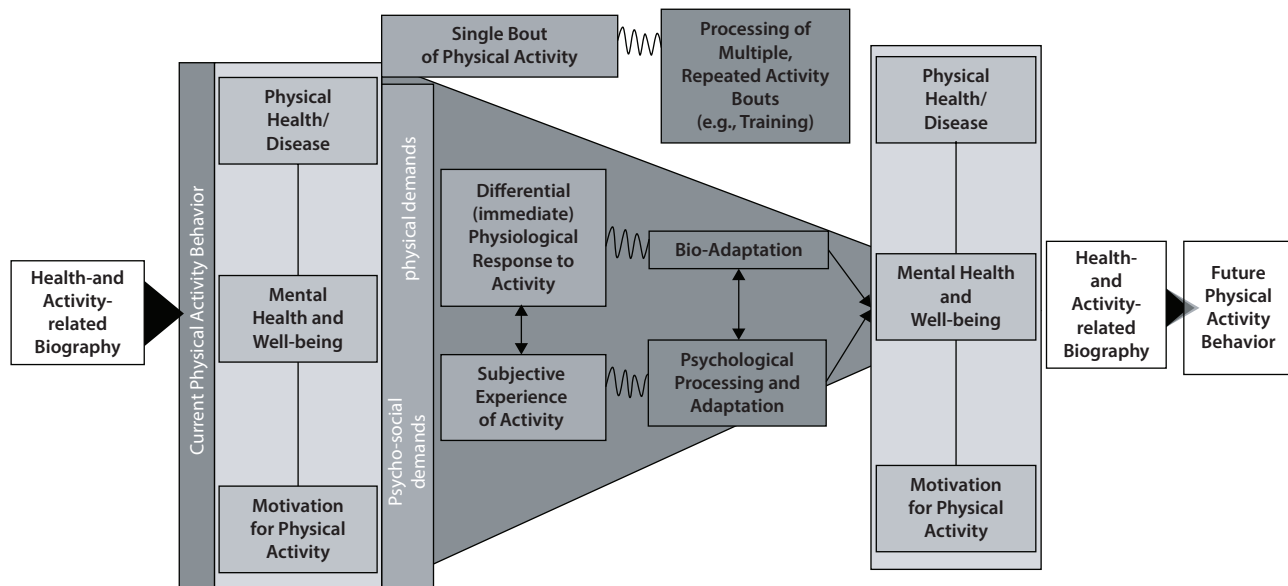 Health-and
Activity-
related
Biography
Current Physical Activity Behavior
Physical
Health/
Disease
Mental
Health and
Well-being
Motivation
for Physical
Activity
Single Bout
of Physical Activity
Processing of
Multiple,
Repeated Activity
Bouts
(e.g., Training)
physical demands
Psycho-social
demands
Differential
(immediate)
Physiological
Response to
Activity
Subjective
Experience
of Activity
Bio-Adaptation
Psychological
Processing and
Adaptation
Physical
Health/
Disease
Mental Health
and
Well-being
Motivation
for Physical
Activity
Health-
and
Activity-
related
Biography
Future
Physical
Activity
Behavior